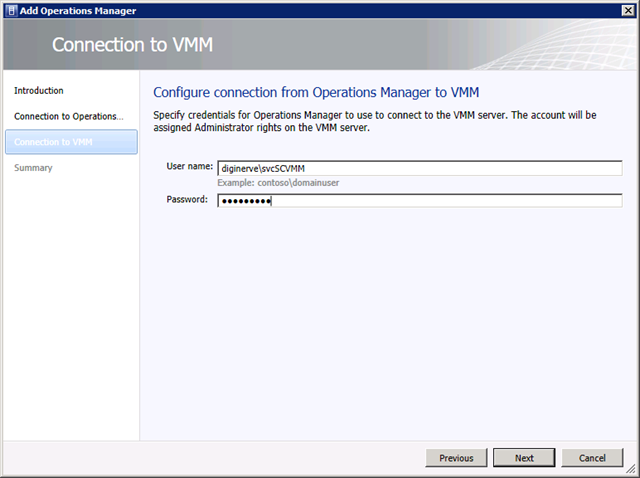 Add Operations Manager
Connection to VMM
Introduction
Connection to Operations...
Connection to VMM
Summary
Configure connection from Operations Manager to VMM
Specify credentials for Operations Manager to use to connect to the VMM server. The account will be
assigned Administrator rights on the VMM server.
User name: diginerve\svcSCVMM
Example: contoso\domainuser
Password: ●●●●●●●●●
Previous Next Cancel